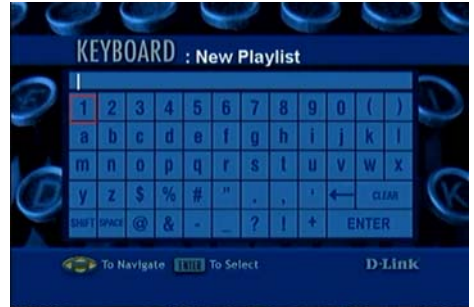 KEYBOARD : New Playlist
1 2 3 4 5 6 7 8 9 0 ( )
a b c d e f g h i j k l
m n o p q r s t u v w x
y z $ % # " . , ' ← CLEAR
SHIFT SPACE @ & - _ ? ! + ENTER
To Navigate ENTER To Select D-Link